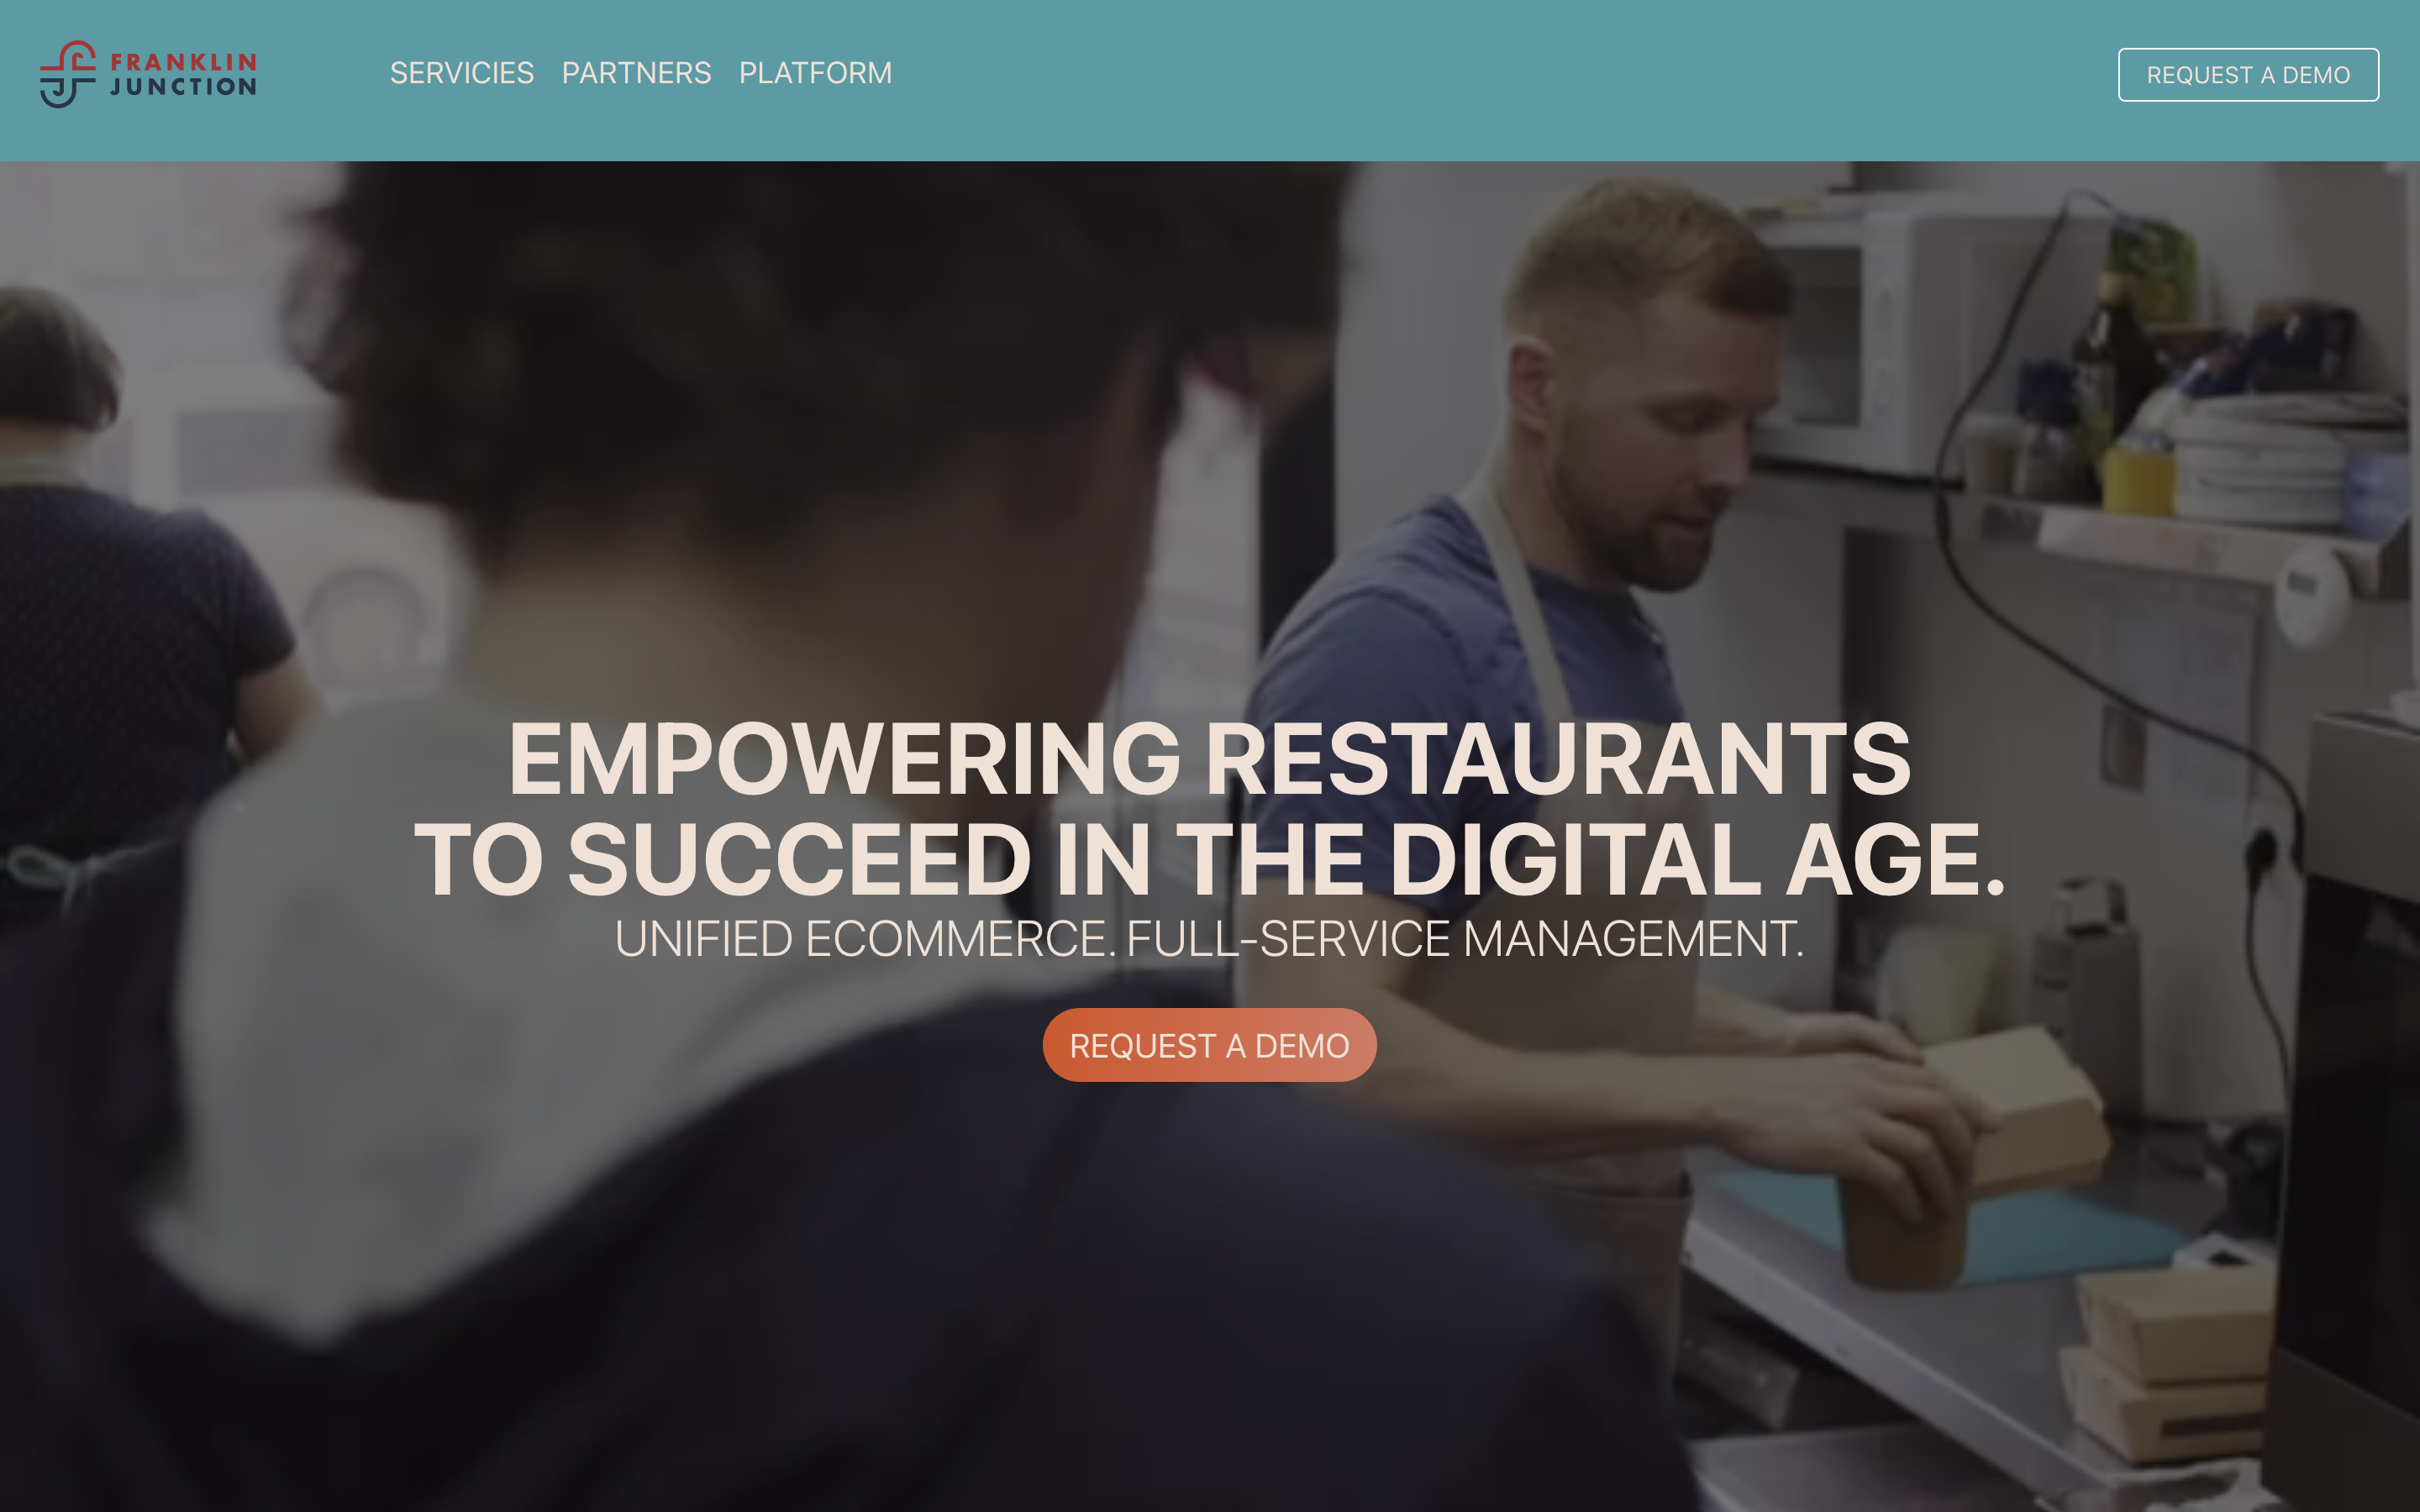 FRANKLIN
JUNCTION
SERVICIES PARTNERS PLATFORM
REQUEST A DEMO
EMPOWERING RESTAURANTS
TO SUCCEED IN THE DIGITAL AGE.
UNIFIED ECOMMERCE. FULL-SERVICE MANAGEMENT.
REQUEST A DEMO